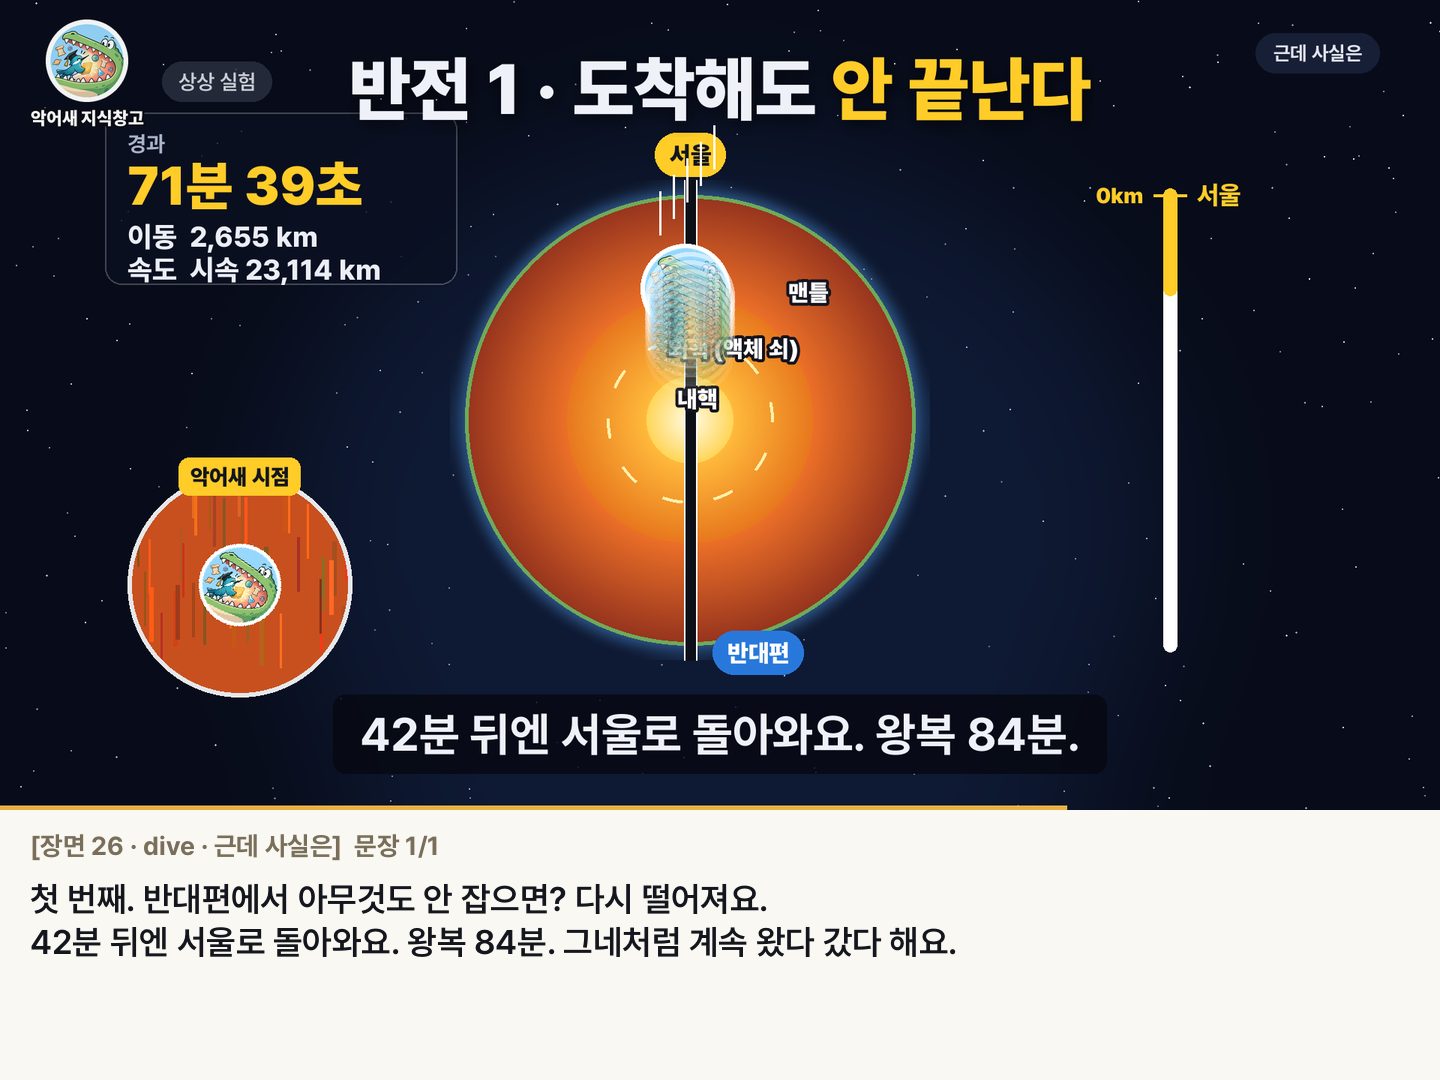 악어새 지식창고
상상 실험
반전 1 · 도착해도 안 끝난다
근데 사실은
경과
71분 39초
이동 2,655 km
속도 시속 23,114 km
서울
0km 서울
맨틀
(액체 쇠)
내핵
악어새 시점
반대편
42분 뒤엔 서울로 돌아와요. 왕복 84분.
[장면 26 · dive · 근데 사실은] 문장 1/1
첫 번째. 반대편에서 아무것도 안 잡으면? 다시 떨어져요.
42분 뒤엔 서울로 돌아와요. 왕복 84분. 그네처럼 계속 왔다 갔다 해요.